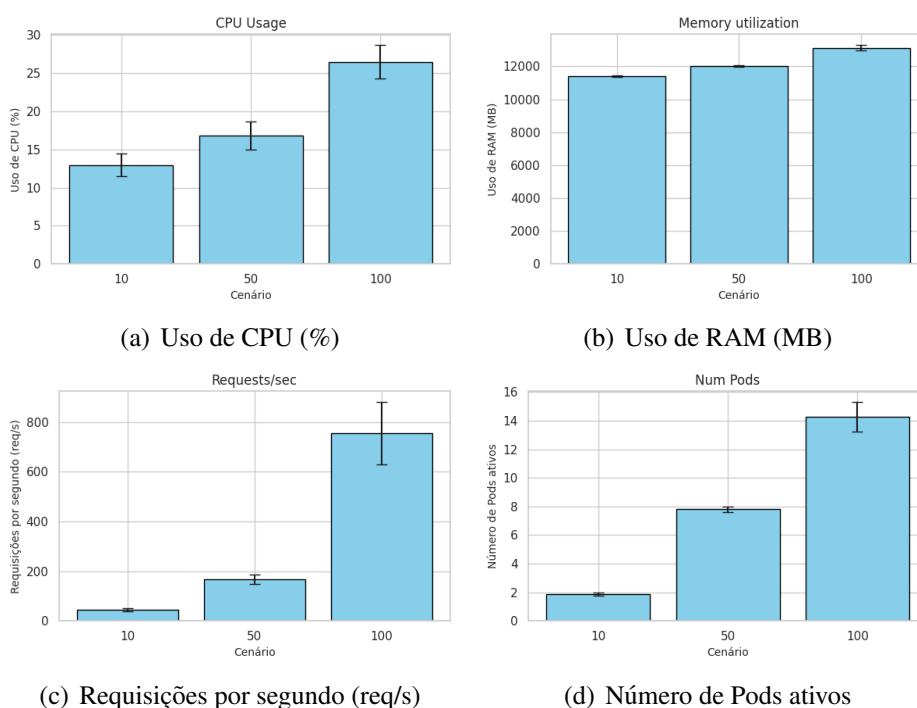 CPU Usage
30
25
20
15
10
5
0
Uso de CPU (%)
10 50 100
Cenário
(a) Uso de CPU (%)
Memory utilization
12000
10000
8000
6000
4000
2000
0
Uso de RAM (MB)
10 50 100
Cenário
(b) Uso de RAM (MB)
Requests/sec
800
600
400
200
0
Requisições por segundo (req/s)
10 50 100
Cenário
(c) Requisições por segundo (req/s)
Num Pods
16
14
12
10
8
6
4
2
0
Número de Pods ativos
10 50 100
Cenário
(d) Número de Pods ativos